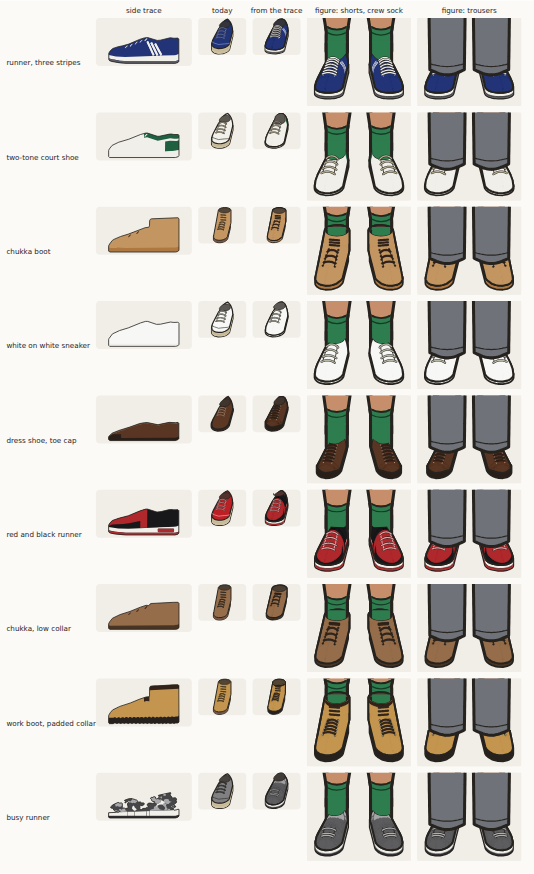 side trace
today
from the trace
figure: shorts, crew sock
figure: trousers
runner, three stripes
two-tone court shoe
chukka boot
white on white sneaker
dress shoe, toe cap
red and black runner
chukka, low collar
work boot, padded collar
busy runner